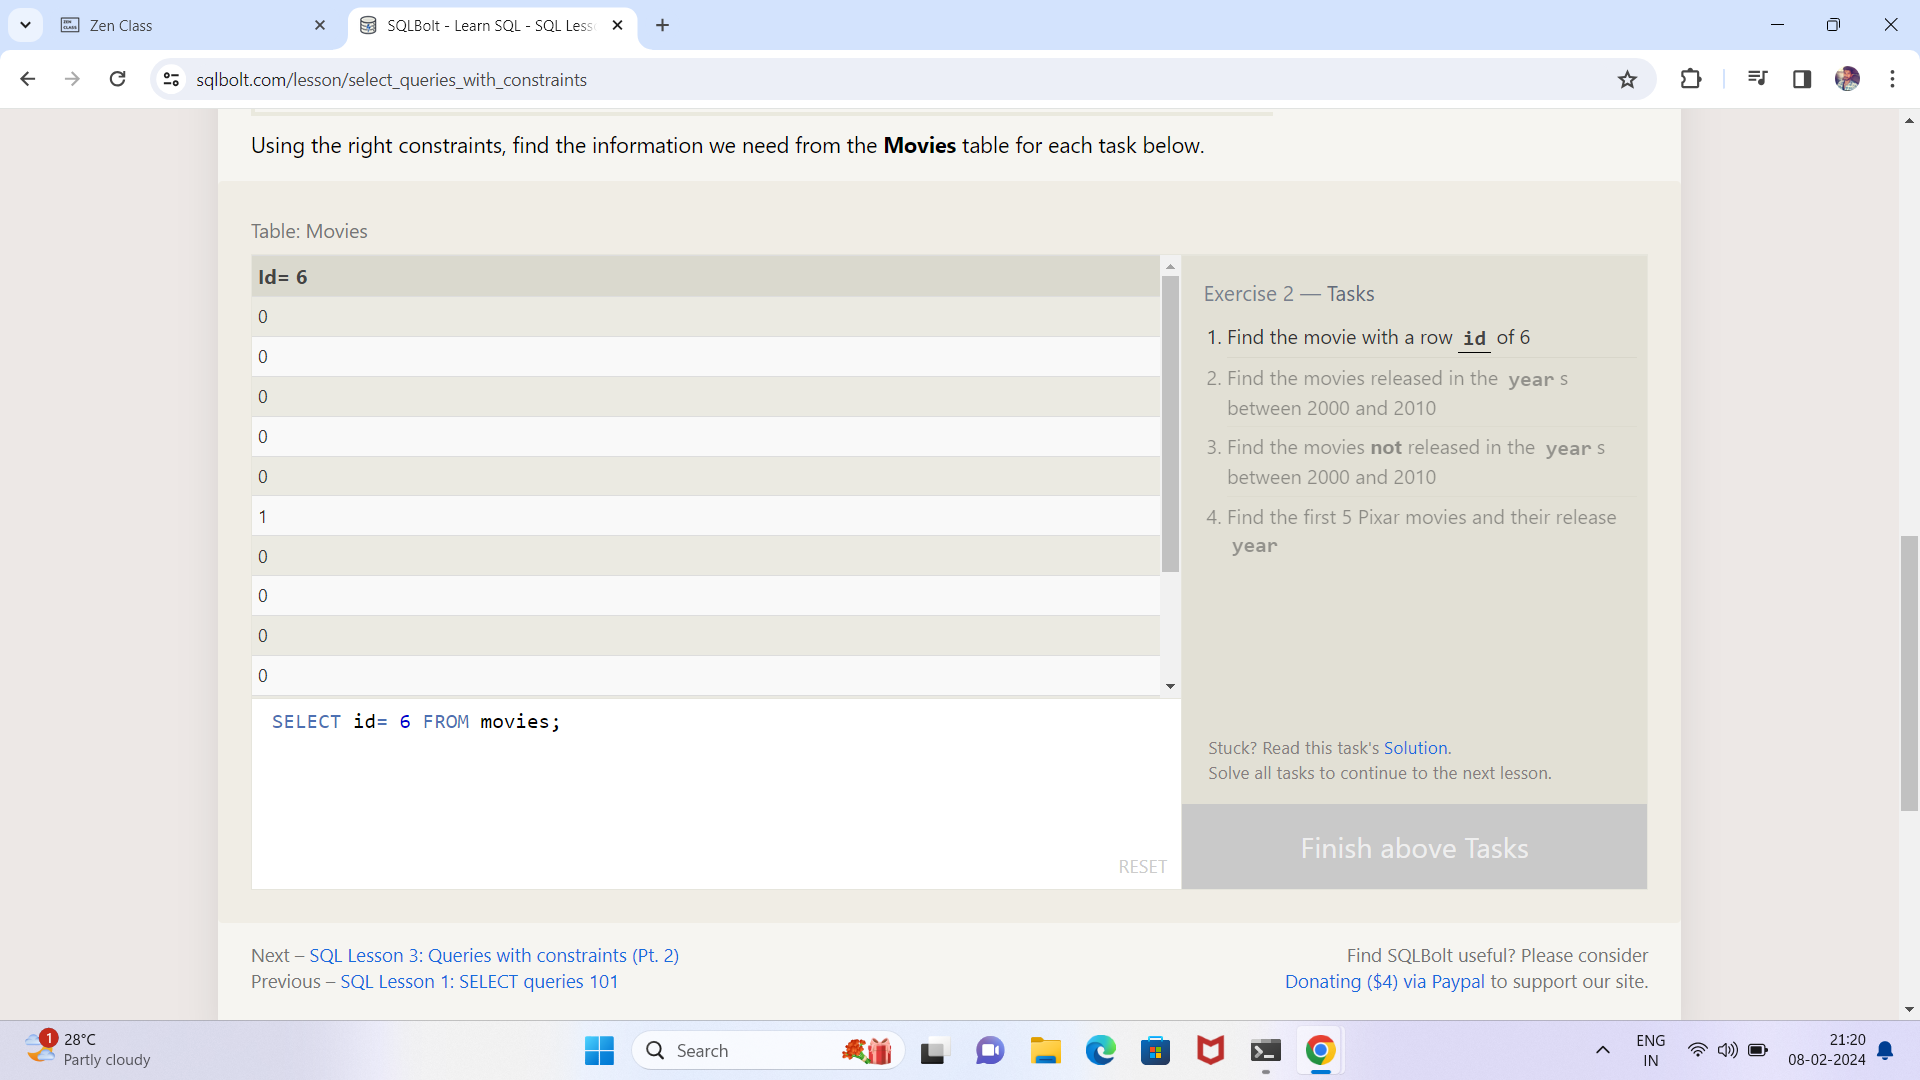 Zen Class
SQLBolt - Learn SQL - SQL Less
sqlbolt.com/lesson/select_queries_with_constraints
Using the right constraints, find the information we need from the Movies table for each task below.
Table: Movies
Id= 6
0
0
0
0
0
1
0
0
0
0
SELECT id= 6 FROM movies;
RESET
Exercise 2 — Tasks
1. Find the movie with a row id of 6
2. Find the movies released in the year s
between 2000 and 2010
3. Find the movies not released in the year s
between 2000 and 2010
4. Find the first 5 Pixar movies and their release
year
Stuck? Read this task's Solution.
Solve all tasks to continue to the next lesson.
Finish above Tasks
Next – SQL Lesson 3: Queries with constraints (Pt. 2)
Previous – SQL Lesson 1: SELECT queries 101
Find SQLBolt useful? Please consider
Donating ($4) via Paypal to support our site.
1
28°C
Partly cloudy
Search
ENG
IN
21:20
08-02-2024